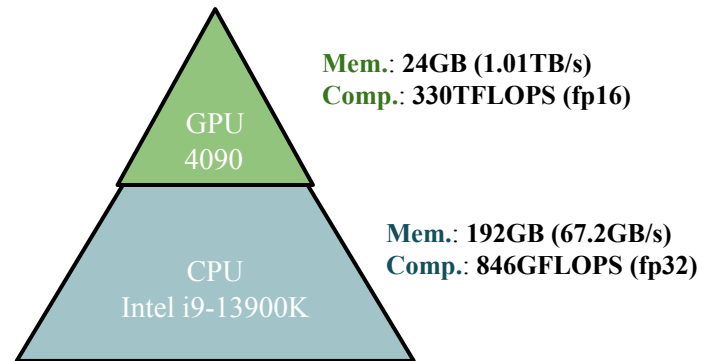 Mem.: 24GB (1.01TB/s)
Comp.: 330TFLOPS (fp16)
GPU
4090
Mem.: 192GB (67.2GB/s)
Comp.: 846GFLOPS (fp32)
CPU
Intel i9-13900K